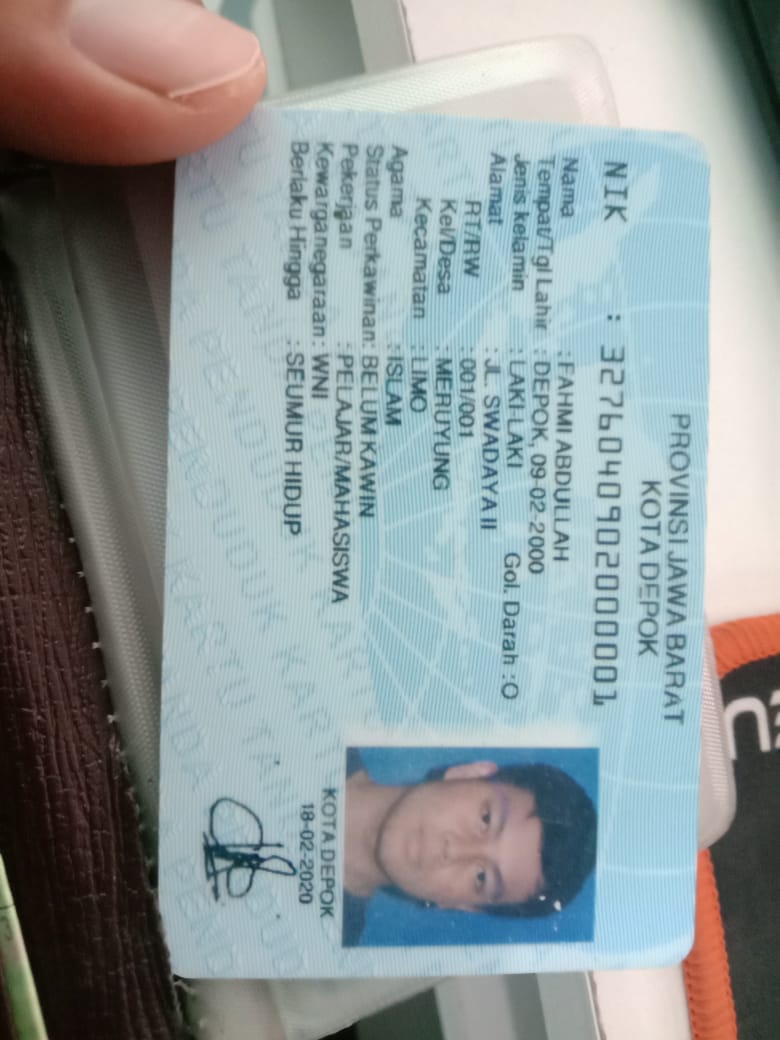 PROVINSI JAWA BARAT
KOTA DEPOK
NIK : 3276040902000001
Nama : FAHMI ABDULLAH
Tempat/Tgl Lahir : DEPOK, 09-02-2000
Jenis kelamin : LAKI-LAKI Gol. Darah : O
Alamat : JL. SWADAYA II
RT/RW : 001/001
Kel/Desa : MERUYUNG
Kecamatan : LIMO
Agama : ISLAM
Status Perkawinan: BELUM KAWIN
Pekerjaan : PELAJAR/MAHASISWA
Kewarganegaraan : WNI
Berlaku Hingga : SEUMUR HIDUP
KOTA DEPOK
18-02-2020